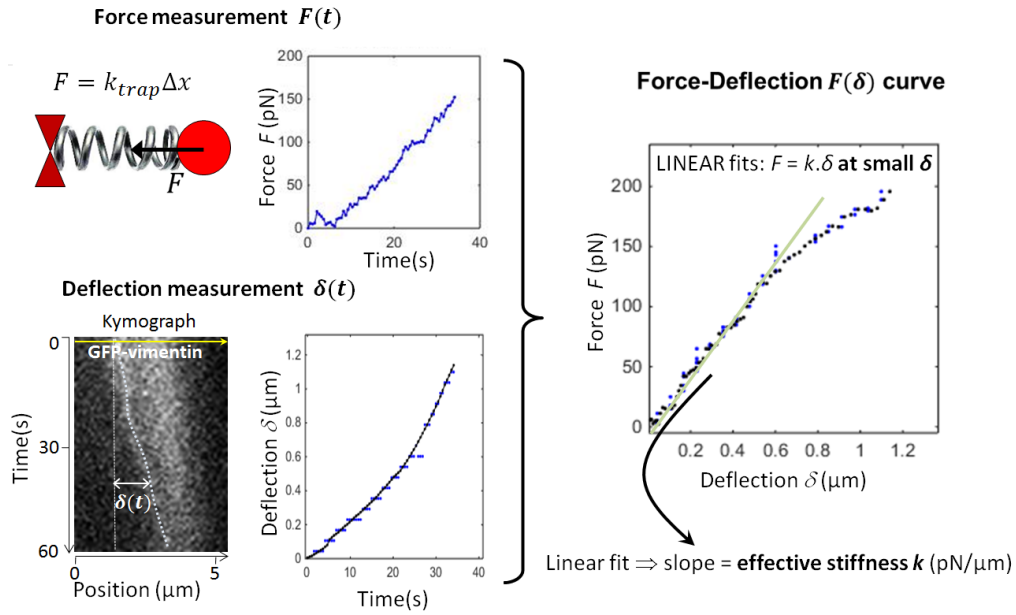 Force measurement F(t)
F = k_trap Δx
F
200
150
100
50
0
Force F (pN)
0
20
40
Time(s)
Deflection measurement δ(t)
Kymograph
GFP-vimentin
0
30
60
Time(s)
δ(t)
0
5
Position (μm)
1.2
1
0.8
0.6
0.4
0.2
0
Deflection δ (μm)
0
10
20
30
40
Time(s)
Force-Deflection F(δ) curve
LINEAR fits: F = k.δ at small δ
200
150
100
50
0
Force F (pN)
0.2
0.4
0.6
0.8
1.0
1.2
Deflection δ (μm)
Linear fit ⇒ slope = effective stiffness k (pN/μm)